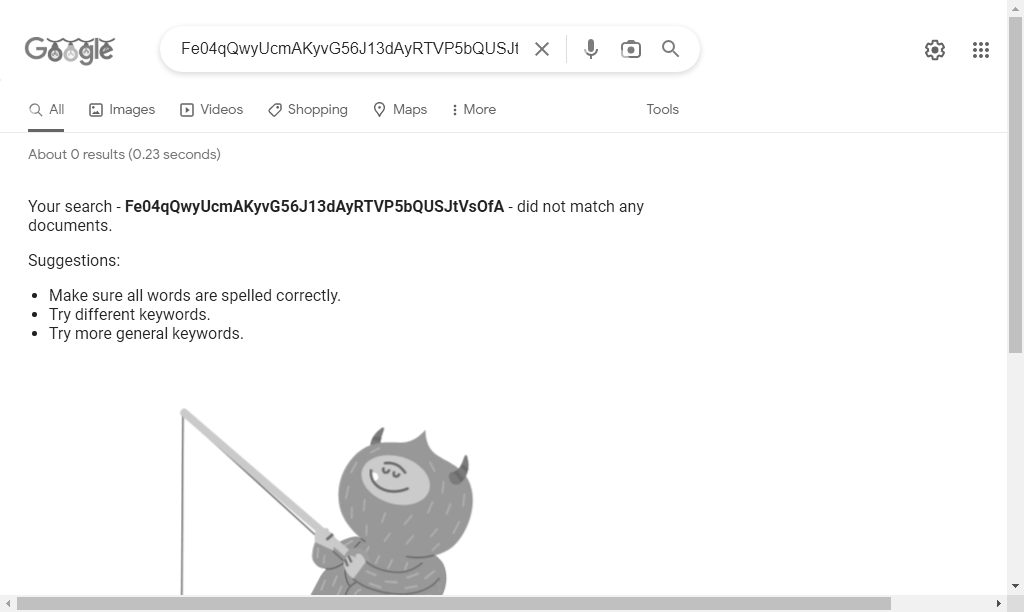 Google
Fe04qQwyUcmAKyvG56J13dAyRTVP5bQUSJt
All Images Videos Shopping Maps More Tools
About 0 results (0.23 seconds)
Your search - Fe04qQwyUcmAKyvG56J13dAyRTVP5bQUSJtVsOfA - did not match any
documents.
Suggestions:
Make sure all words are spelled correctly.
Try different keywords.
Try more general keywords.